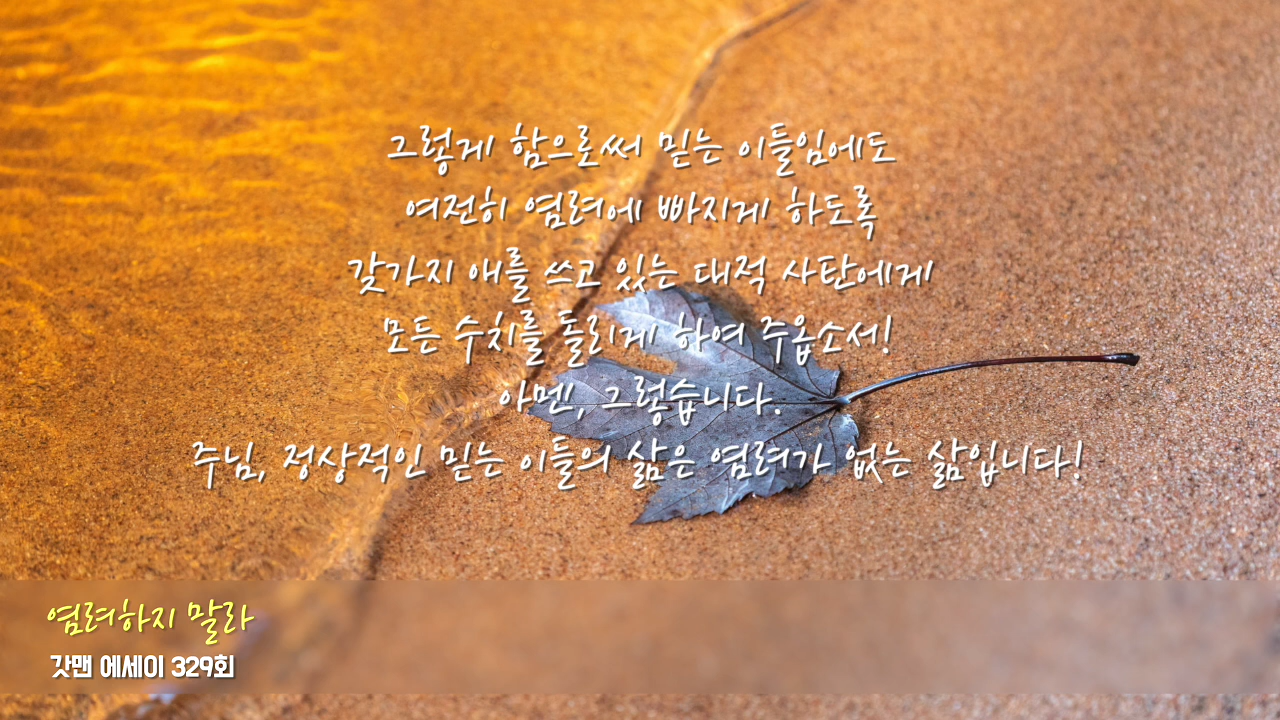 그렇게 함으로써 믿는 이들임에도
여전히 염려에 빠지게 하도록
갖가지 애를 쓰고 있는 대적 사탄에게
모든 수치를 돌리게 하여 주옵소서!
아멘, 그렇습니다.
주님, 정상적인 믿는 이들의 삶은 염려가 없는 삶입니다!
염려하지 말라
갓맨 에세이 329회